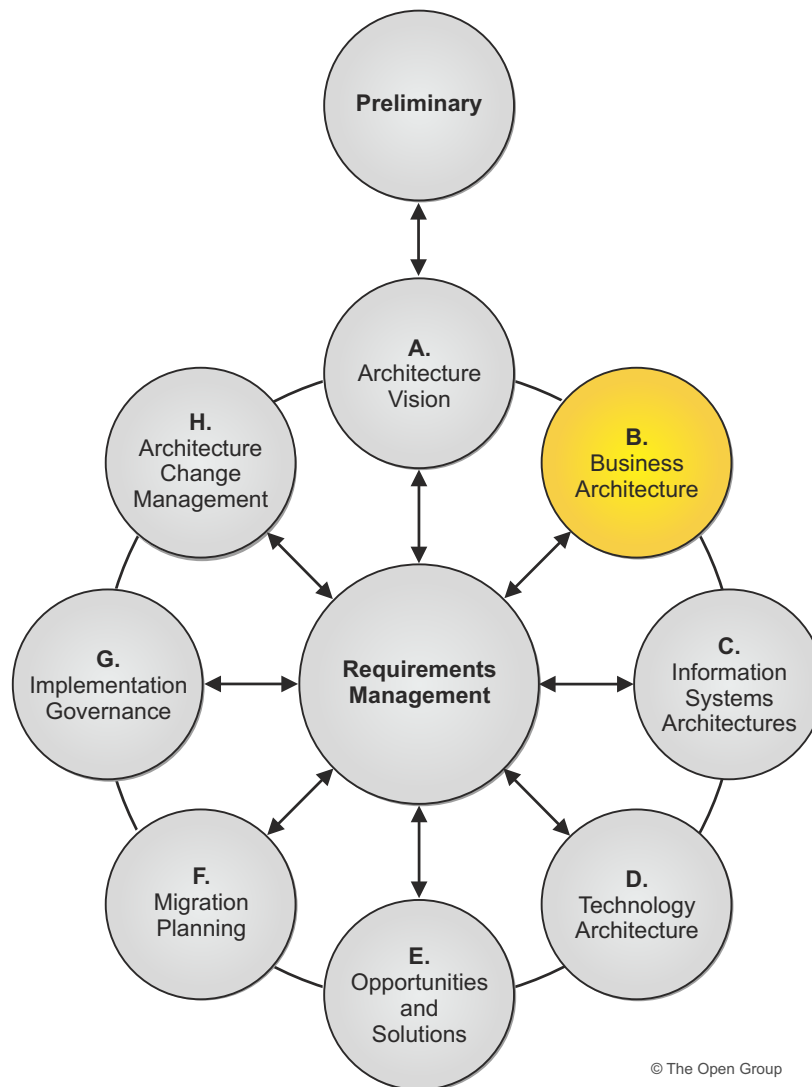 Preliminary
A.
Architecture
Vision
B.
Business
Architecture
C.
Information
Systems
Architectures
D.
Technology
Architecture
E.
Opportunities
and
Solutions
F.
Migration
Planning
G.
Implementation
Governance
H.
Architecture
Change
Management
Requirements
Management
© The Open Group